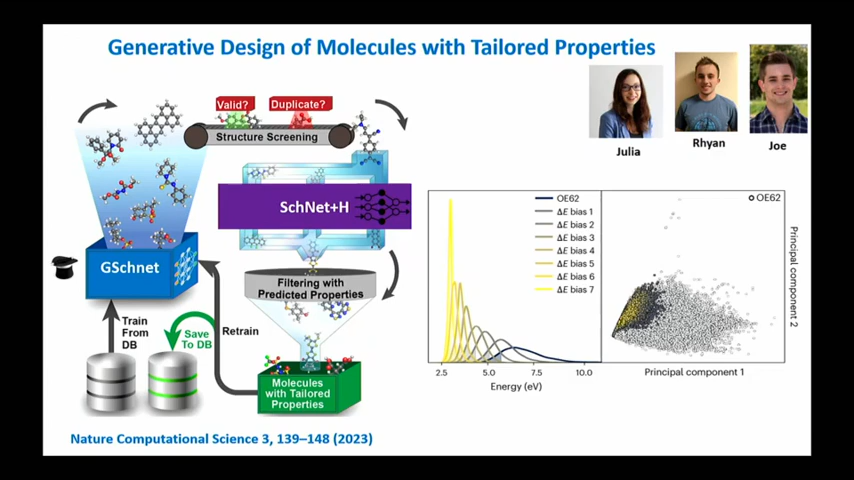 Generative Design of Molecules with Tailored Properties
Valid?
Duplicate?
Structure Screening
SchNet+H
GSchnet
Filtering with
Predicted Properties
Train
From
DB
Save
To DB
Retrain
Molecules
with Tailored
Properties
Julia
Rhyan
Joe
OE62
ΔE bias 1
ΔE bias 2
ΔE bias 3
ΔE bias 4
ΔE bias 5
ΔE bias 6
ΔE bias 7
2.5 5.0 7.5 10.0
Energy (eV)
OE62
Principal component 1
Principal component 2
Nature Computational Science 3, 139–148 (2023)